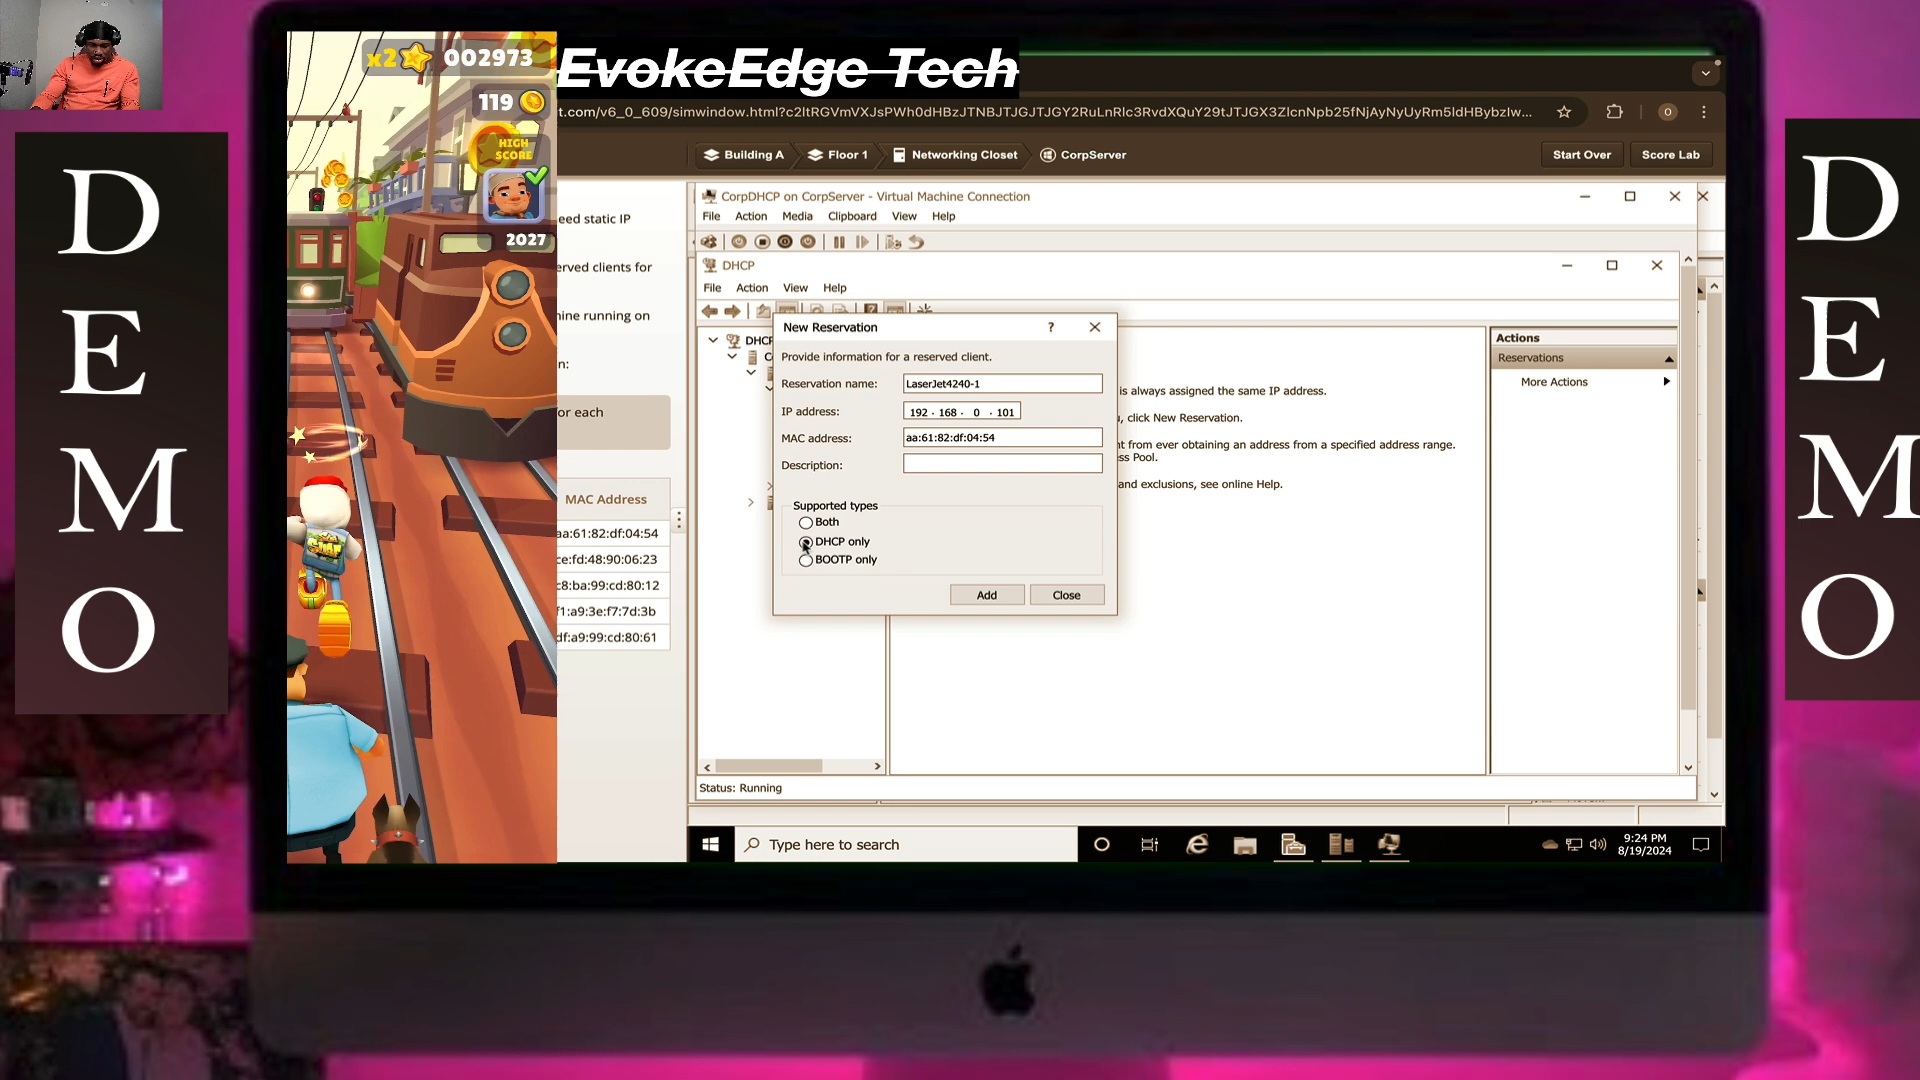 EvokeEdge Tech
x2 002973
119
HIGH
SCORE
2027
D
E
M
O
D
E
M
O
t.com/v6_0_609/simwindow.html?c2ltRGVmVXJsPWh0dHBzJTNBJTJGJTJGY2RuLnRlc3RvdXQuY29tJTJGX3ZlcnNpb25fNjAyNyUyRm5ldHBybzIw...
O
Building A
Floor 1
Networking Closet
CorpServer
Start Over
Score Lab
eed static IP
erved clients for
ine running on
n:
or each
MAC Address
aa:61:82:df:04:54
ce:fd:48:90:06:23
c8:ba:99:cd:80:12
f1:a9:3e:f7:7d:3b
df:a9:99:cd:80:61
CorpDHCP on CorpServer - Virtual Machine Connection
File Action Media Clipboard View Help
DHCP
File Action View Help
DHCP
New Reservation
?
Provide information for a reserved client.
Reservation name: LaserJet4240-1
IP address: 192 . 168 . 0 . 101
MAC address: aa:61:82:df:04:54
Description:
Supported types
Both
DHCP only
BOOTP only
Add
Close
is always assigned the same IP address.
, click New Reservation.
t from ever obtaining an address from a specified address range.
ss Pool.
and exclusions, see online Help.
Actions
Reservations
More Actions
Status: Running
Type here to search
9:24 PM
8/19/2024